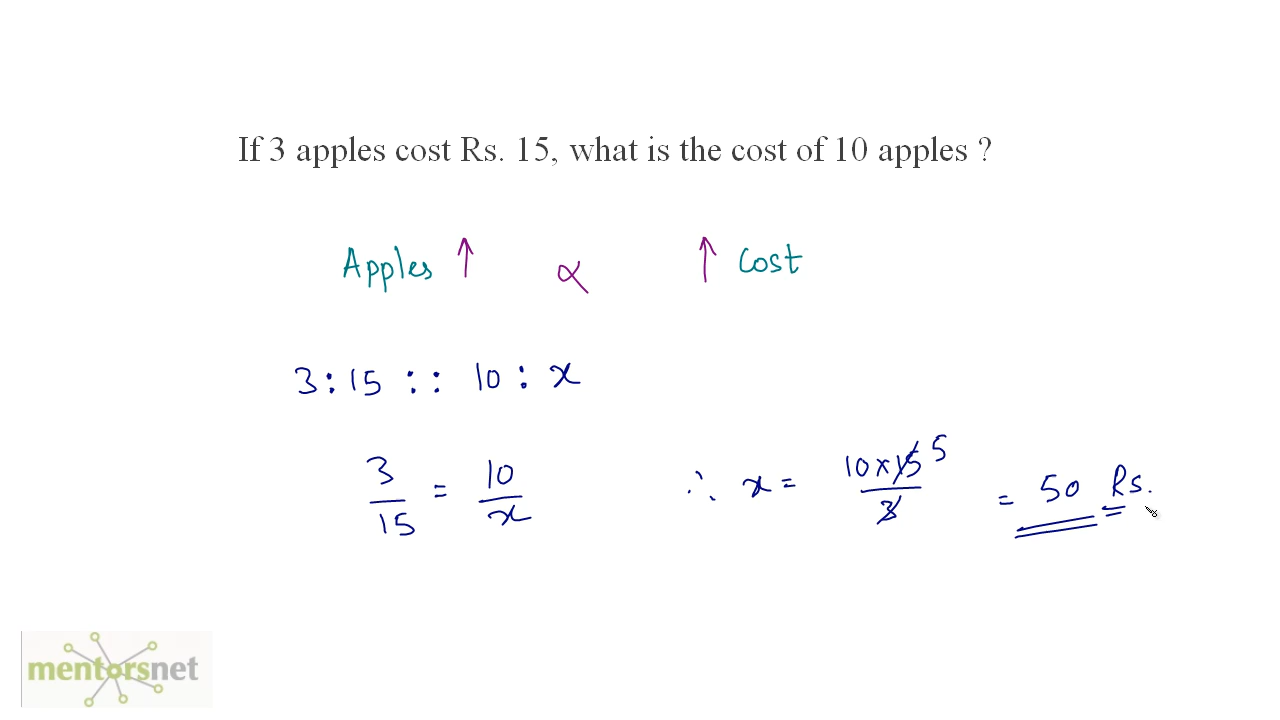 If 3 apples cost Rs. 15, what is the cost of 10 apples ?
Apples ↑ ∝ ↑ Cost
3 : 15 :: 10 : x
3/15 = 10/x ∴ x = 10 x 15 5/3 = 50 Rs.
mentorsnet